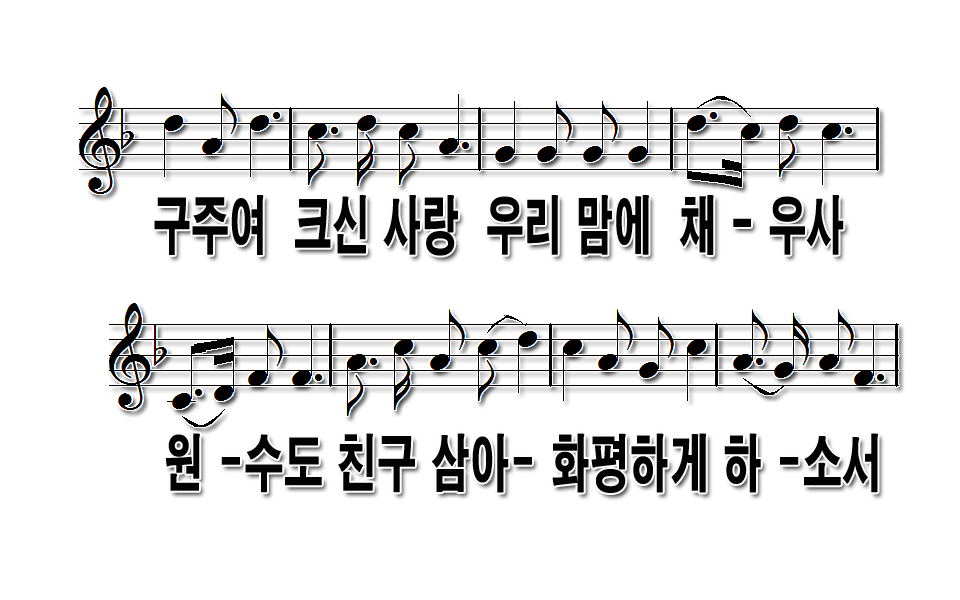 구주여 크신 사랑 우리 맘에 채 - 우사
원 -수도 친구 삼아- 화평하게 하 -소서